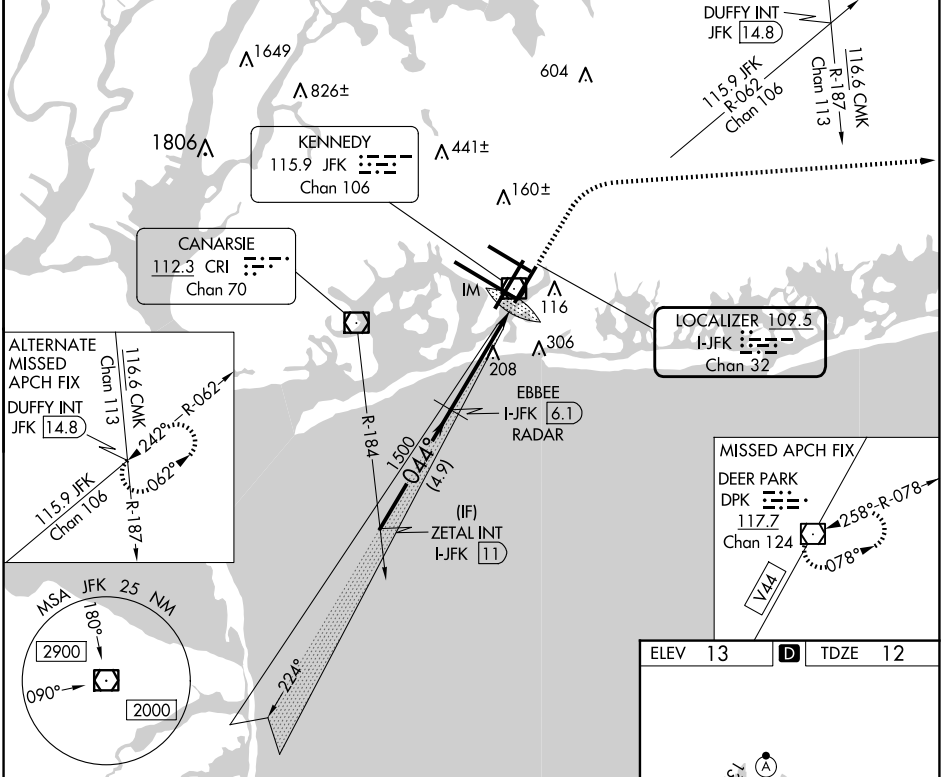 DUFFY INT
JFK 14.8
115.9 JFK
R-062
Chan 106
116.6 CMK
R-187
Chan 113
1649
826±
604
1806
441±
160±
KENNEDY
115.9 JFK
Chan 106
CANARSIE
112.3 CRI
Chan 70
IM
116
LOCALIZER 109.5
I-JFK
Chan 32
306
208
EBBEE
I-JFK 6.1
RADAR
R-184
1500
044°
(4.9)
(IF)
ZETAL INT
I-JFK 11
224°
ALTERNATE
MISSED
APCH FIX
DUFFY INT
JFK 14.8
116.6 CMK
Chan 113
242°
R-062
062°
115.9 JFK
Chan 106
R-187
MISSED APCH FIX
DEER PARK
DPK
117.7
Chan 124
258°
R-078
078°
V44
MSA JFK 25 NM
180°
2900
090°
2000
ELEV 13 D TDZE 12
A